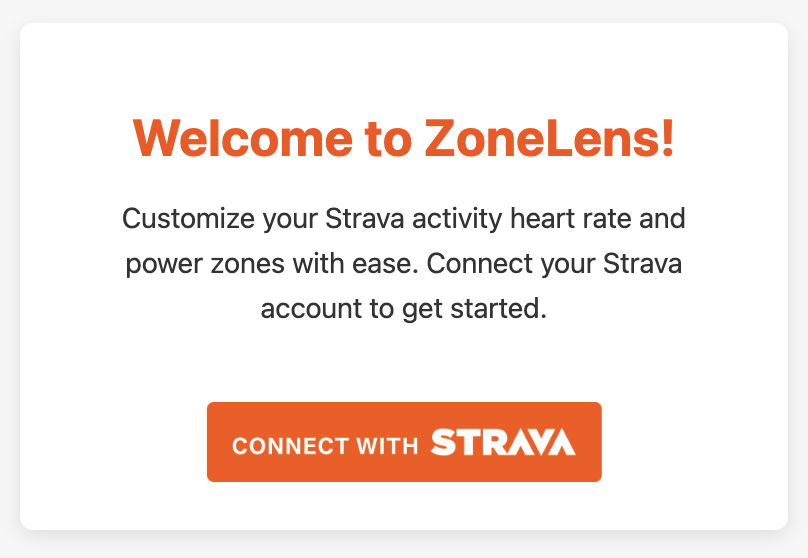 Welcome to ZoneLens!
Customize your Strava activity heart rate and
power zones with ease. Connect your Strava
account to get started.
CONNECT WITH STRAVA